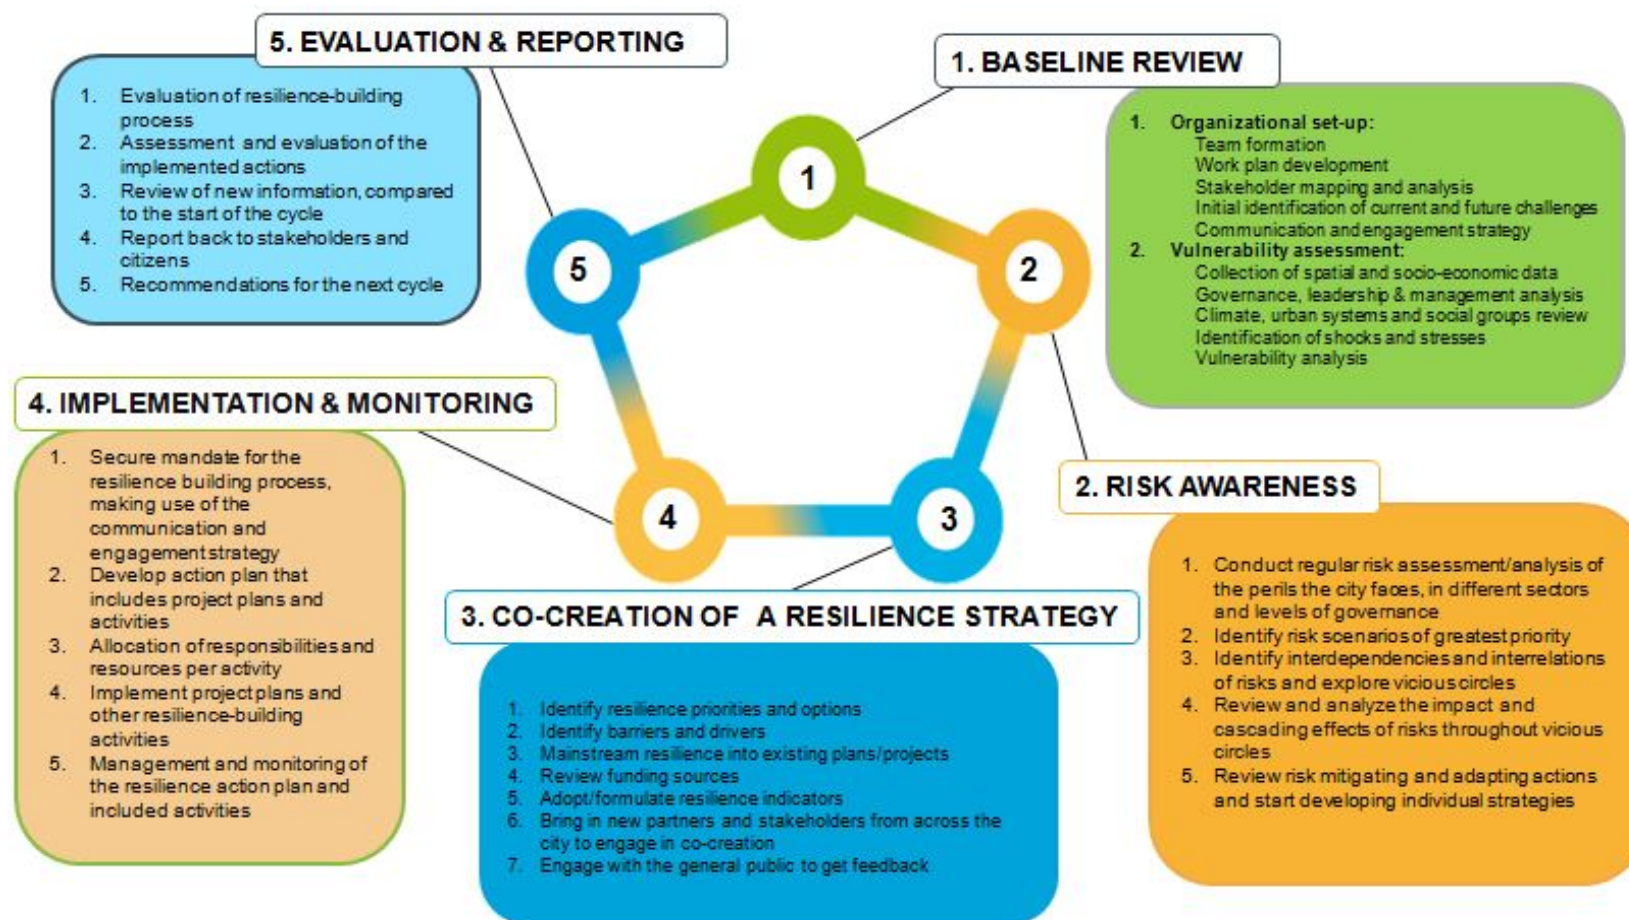 5. EVALUATION & REPORTING
1. Evaluation of resilience-building
process
2. Assessment and evaluation of the
implemented actions
3. Review of new information, compared
to the start of the cycle
4. Report back to stakeholders and
citizens
5. Recommendations for the next cycle
1. BASELINE REVIEW
1. Organizational set-up:
Team formation
Work plan development
Stakeholder mapping and analysis
Initial identification of current and future challenges
Communication and engagement strategy
2. Vulnerability assessment:
Collection of spatial and socio-economic data
Governance, leadership & management analysis
Climate, urban systems and social groups review
Identification of shocks and stresses
Vulnerability analysis
1
2
3
4
5
4. IMPLEMENTATION & MONITORING
1. Secure mandate for the
resilience building process,
making use of the
communication and
engagement strategy
2. Develop action plan that
includes project plans and
activities
3. Allocation of responsibilities and
resources per activity
4. Implement project plans and
other resilience-building
activities
5. Management and monitoring of
the resilience action plan and
included activities
2. RISK AWARENESS
1. Conduct regular risk assessment/analysis of
the perils the city faces, in different sectors
and levels of governance
2. Identify risk scenarios of greatest priority
3. Identify interdependencies and interrelations
of risks and explore vicious circles
4. Review and analyze the impact and
cascading effects of risks throughout vicious
circles
5. Review risk mitigating and adapting actions
and start developing individual strategies
3. CO-CREATION OF A RESILIENCE STRATEGY
1. Identify resilience priorities and options
2. Identify barriers and drivers
3. Mainstream resilience into existing plans/projects
4. Review funding sources
5. Adopt/formulate resilience indicators
6. Bring in new partners and stakeholders from across the
city to engage in co-creation
7. Engage with the general public to get feedback